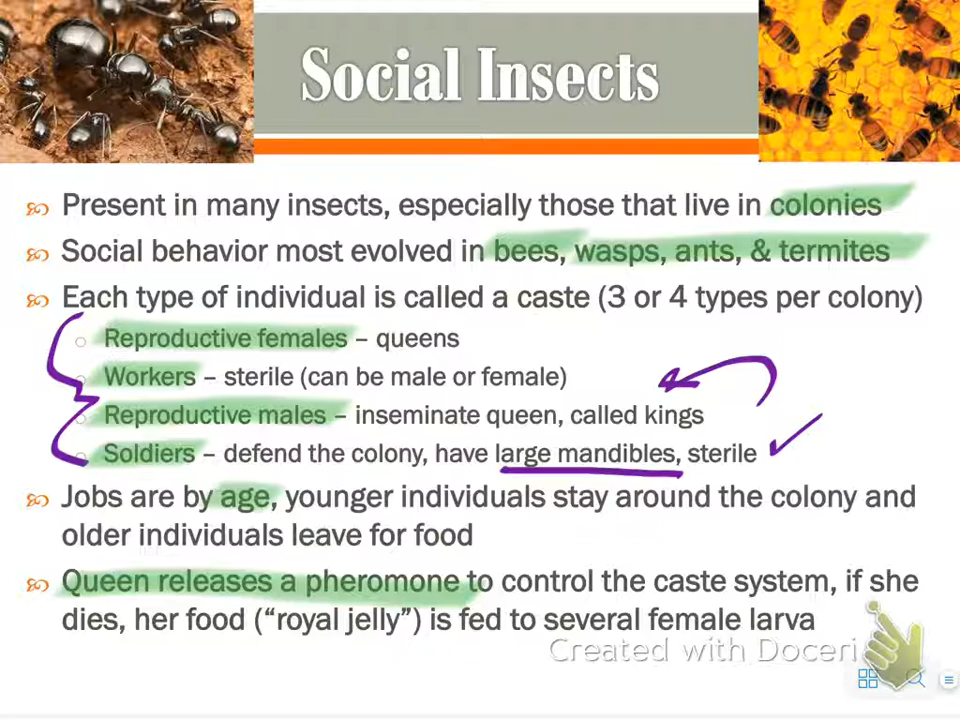 Social Insects
Present in many insects, especially those that live in colonies
Social behavior most evolved in bees, wasps, ants, & termites
Each type of individual is called a caste (3 or 4 types per colony)
Reproductive females – queens
Workers – sterile (can be male or female)
Reproductive males – inseminate queen, called kings
Soldiers – defend the colony, have large mandibles, sterile
Jobs are by age, younger individuals stay around the colony and
older individuals leave for food
Queen releases a pheromone to control the caste system, if she
dies, her food (“royal jelly”) is fed to several female larva
Created with Doceri